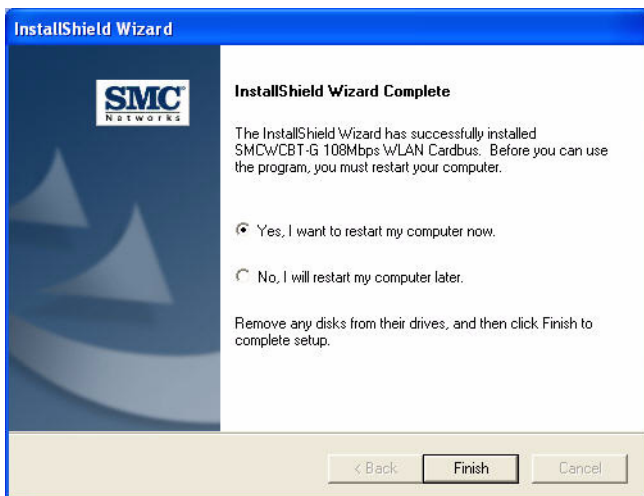 InstallShield Wizard
SMC
Networks
InstallShield Wizard Complete
The InstallShield Wizard has successfully installed
SMCWCBT-G 108Mbps WLAN Cardbus. Before you can use
the program, you must restart your computer.
Yes, I want to restart my computer now.
No, I will restart my computer later.
Remove any disks from their drives, and then click Finish to
complete setup.
< Back Finish Cancel